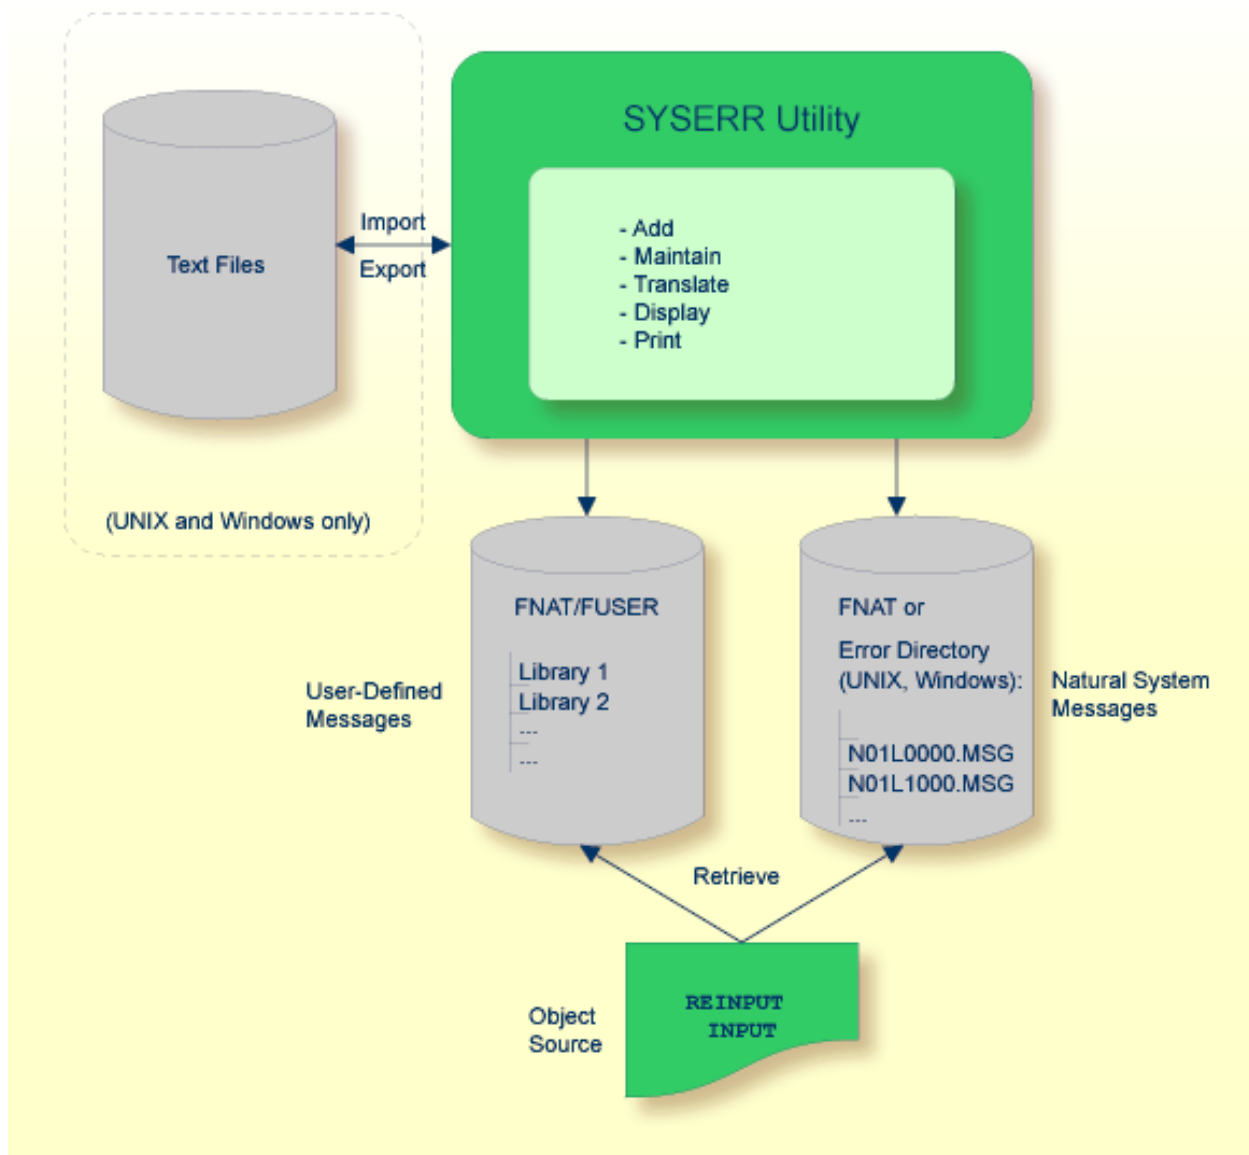 SYSERR Utility
- Add
- Maintain
- Translate
- Display
- Print
Import
Export
Text Files
(UNIX and Windows only)
FNAT/FUSER
Library 1
Library 2
...
...
User-Defined
Messages
FNAT or
Error Directory
(UNIX, Windows):
N01L0000.MSG
N01L1000.MSG
...
Natural System
Messages
Retrieve
REINPUT
INPUT
Object
Source